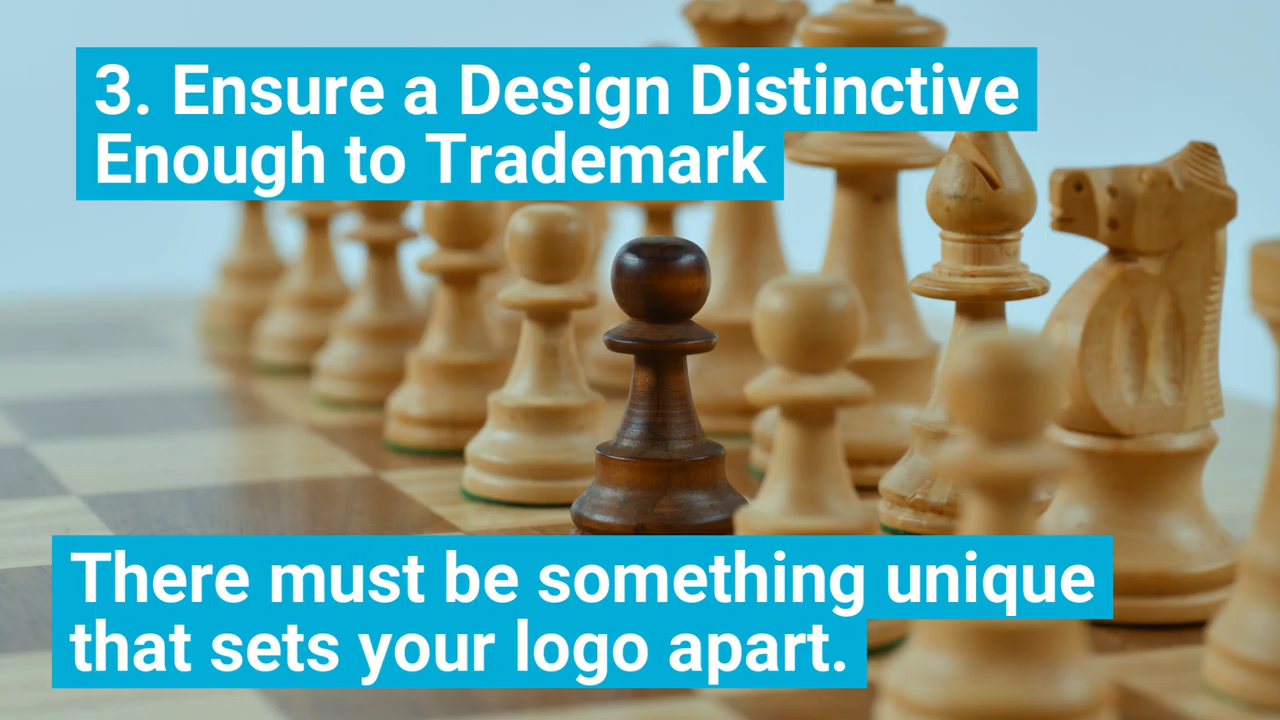 3. Ensure a Design Distinctive
Enough to Trademark
There must be something unique
that sets your logo apart.